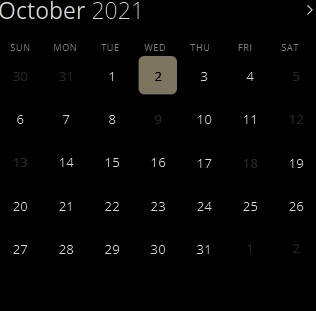 October 2021
SUN MON TUE WED THU FRI SAT
30 31 1 2 3 4 5
6 7 8 9 10 11 12
13 14 15 16 17 18 19
20 21 22 23 24 25 26
27 28 29 30 31 1 2